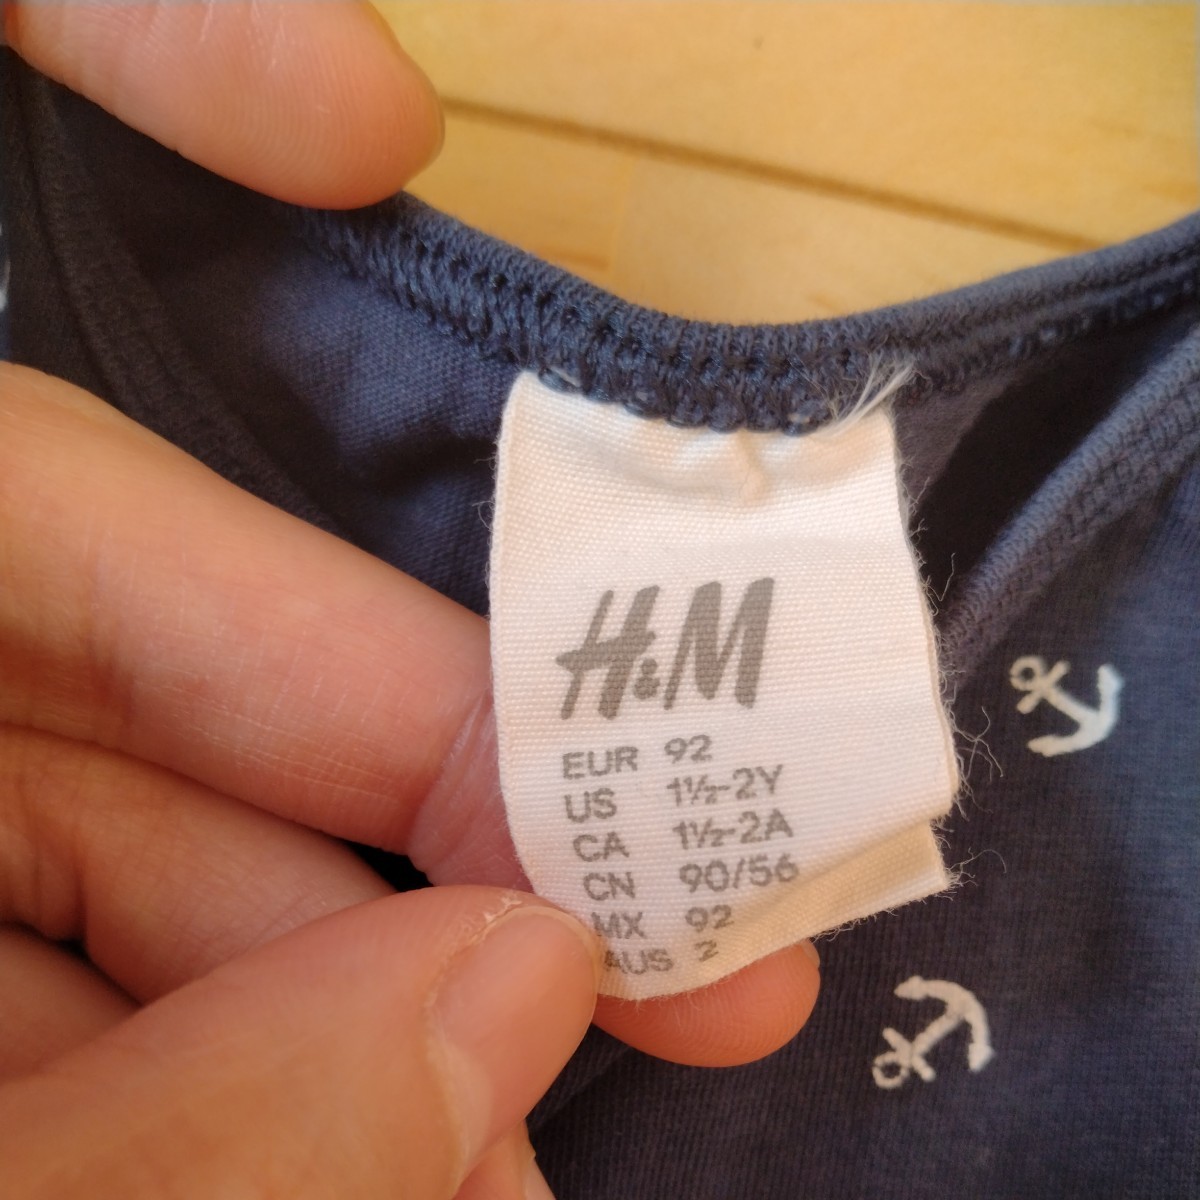 H&M
EUR 92
US 1½-2Y
CA 1½-2A
CN 90/56
MX 92
AUS 2